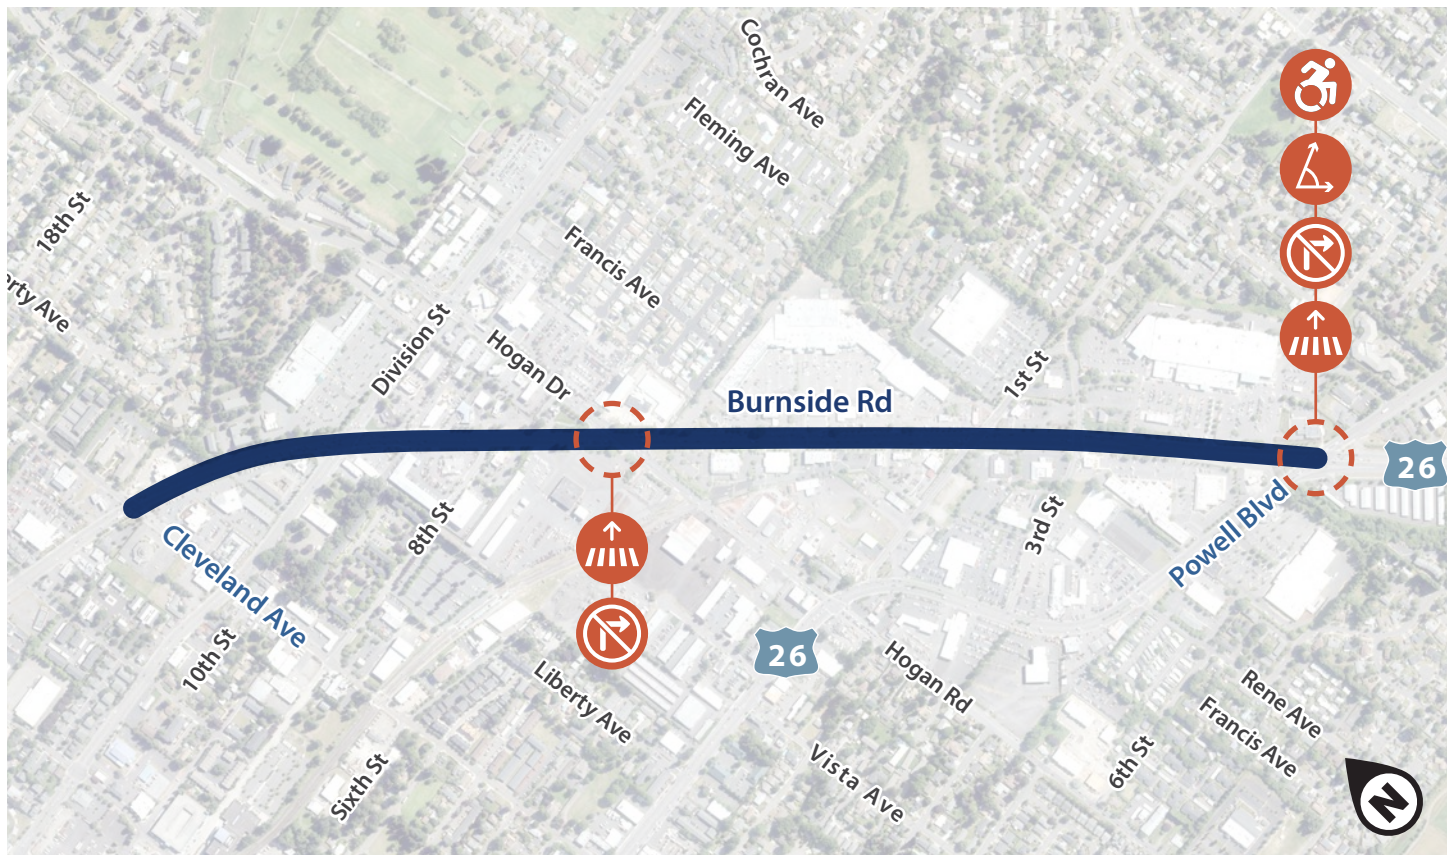 Cochran Ave
Fleming Ave
18th St
erty Ave
Francis Ave
Division St
Hogan Dr
Burnside Rd
1st St
26
Powell Blvd
3rd St
8th St
Cleveland Ave
10th St
26
Liberty Ave
Hogan Rd
Rene Ave
Francis Ave
Vista Ave
6th St
Sixth St
N